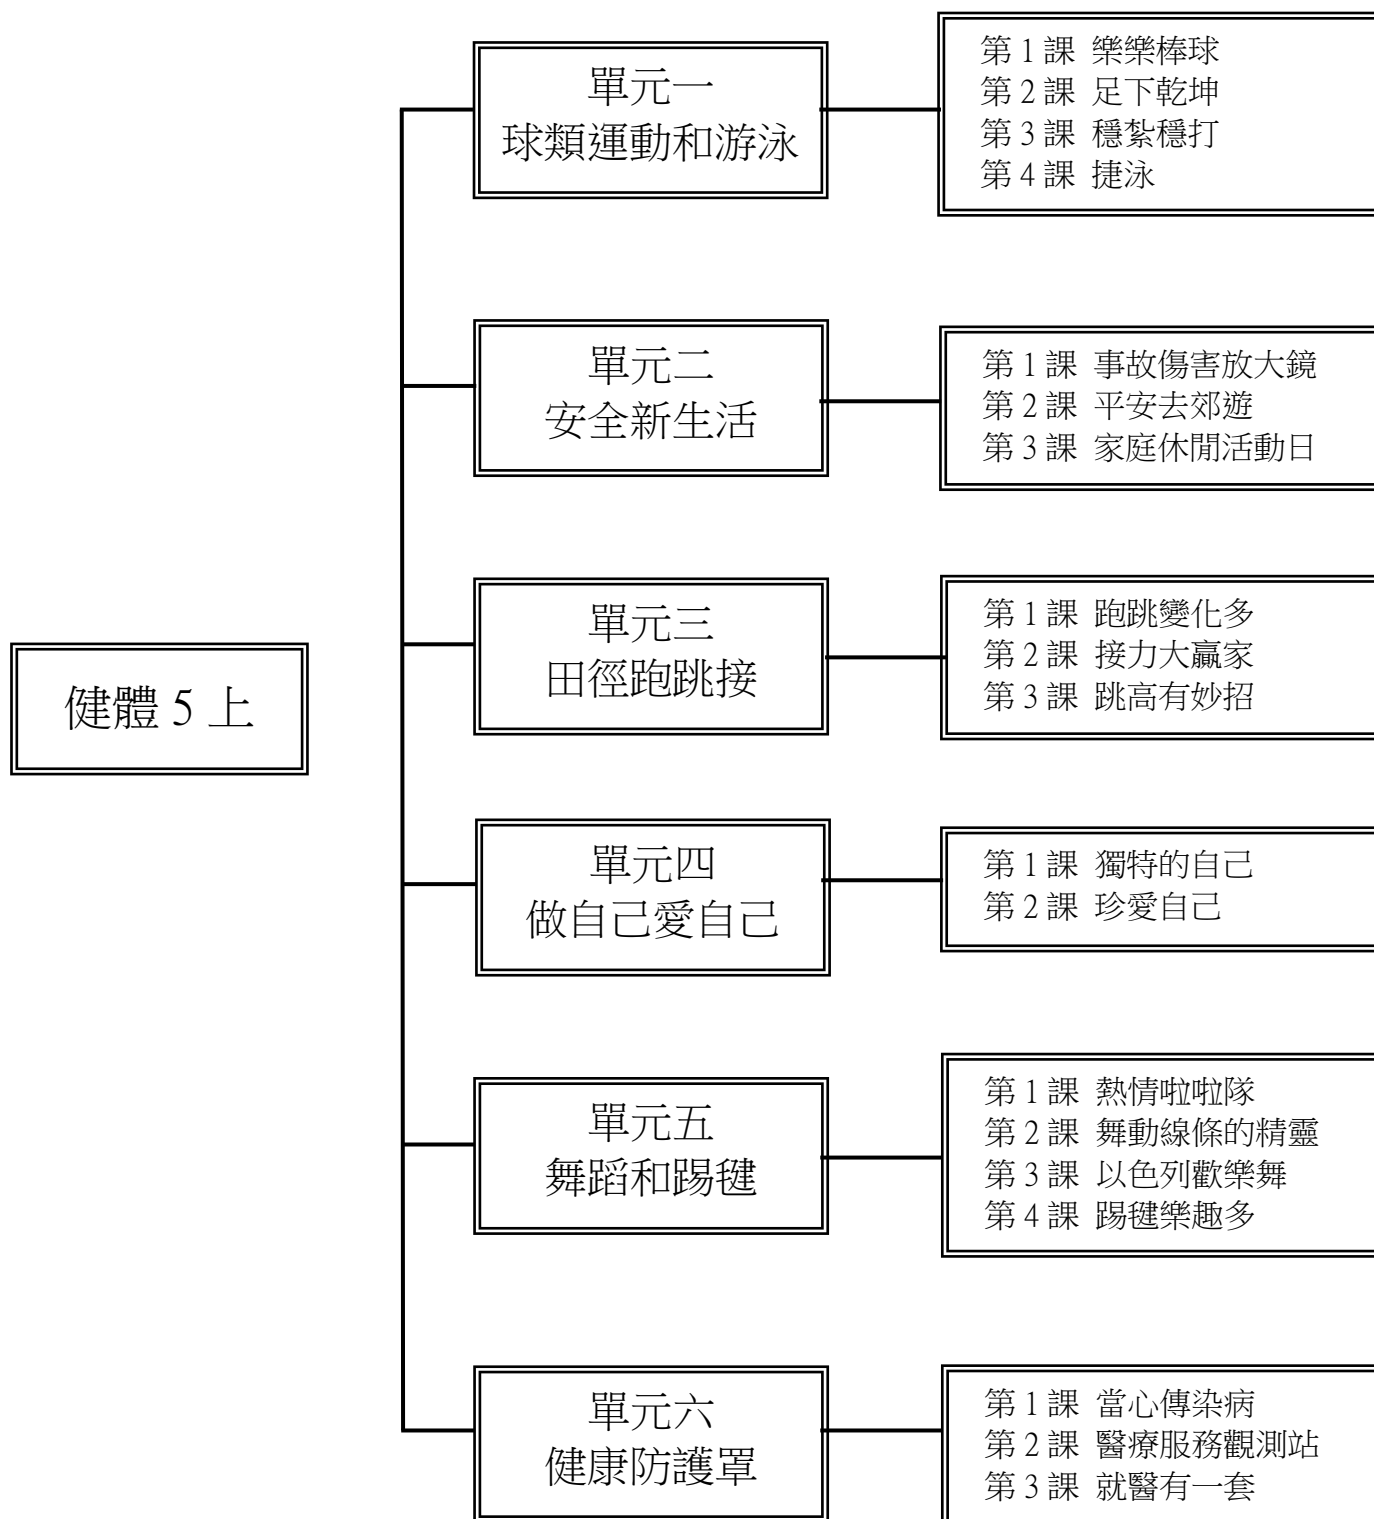 健體 5 上
單元一
球類運動和游泳
第 1 課 樂樂棒球
第 2 課 足下乾坤
第 3 課 穩紮穩打
第 4 課 捷泳
單元二
安全新生活
第 1 課 事故傷害放大鏡
第 2 課 平安去郊遊
第 3 課 家庭休閒活動日
單元三
田徑跑跳接
第 1 課 跑跳變化多
第 2 課 接力大贏家
第 3 課 跳高有妙招
單元四
做自己愛自己
第 1 課 獨特的自己
第 2 課 珍愛自己
單元五
舞蹈和踢毽
第 1 課 熱情啦啦隊
第 2 課 舞動線條的精靈
第 3 課 以色列歡樂舞
第 4 課 踢毽樂趣多
單元六
健康防護罩
第 1 課 當心傳染病
第 2 課 醫療服務觀測站
第 3 課 就醫有一套